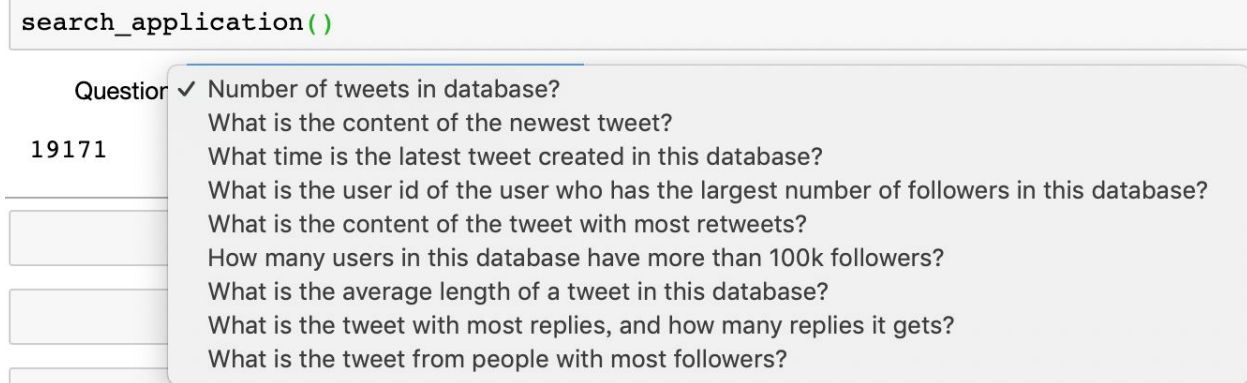 search_application()
Question ✓ Number of tweets in database?
What is the content of the newest tweet?
19171
What time is the latest tweet created in this database?
What is the user id of the user who has the largest number of followers in this database?
What is the content of the tweet with most retweets?
How many users in this database have more than 100k followers?
What is the average length of a tweet in this database?
What is the tweet with most replies, and how many replies it gets?
What is the tweet from people with most followers?